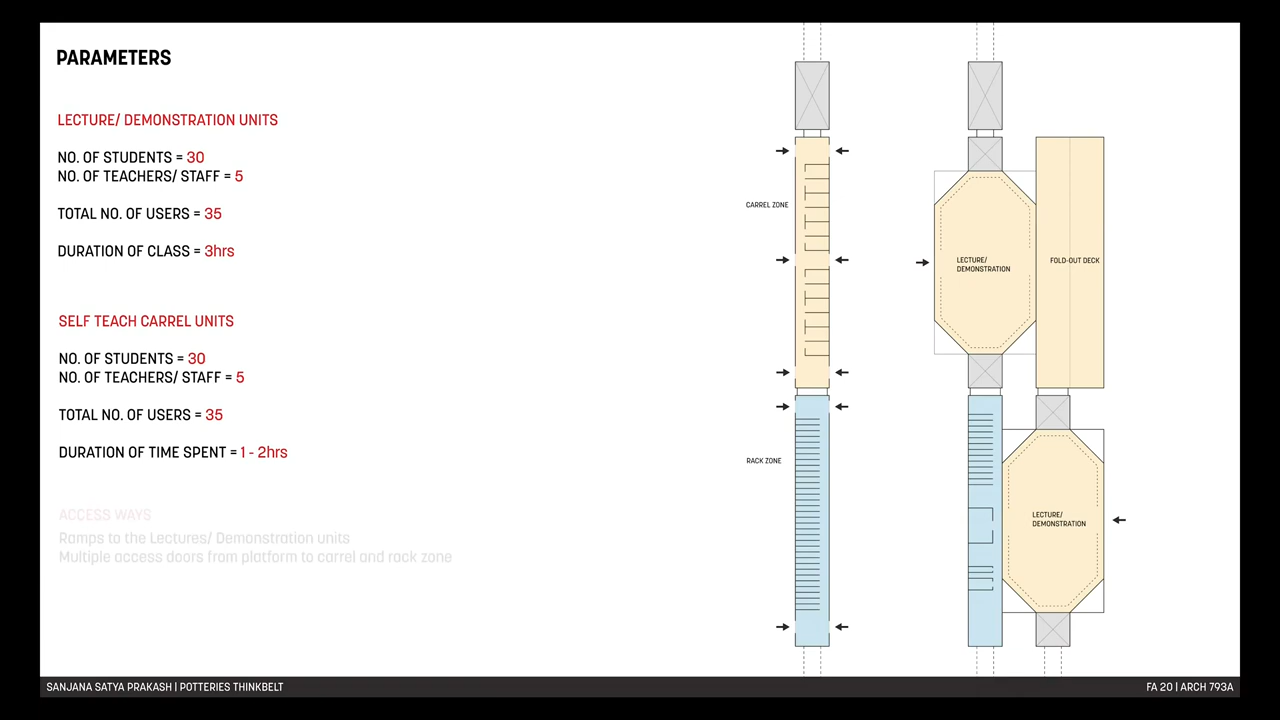 PARAMETERS
LECTURE/ DEMONSTRATION UNITS
NO. OF STUDENTS = 30
NO. OF TEACHERS/ STAFF = 5
TOTAL NO. OF USERS = 35
DURATION OF CLASS = 3hrs
SELF TEACH CARREL UNITS
NO. OF STUDENTS = 30
NO. OF TEACHERS/ STAFF = 5
TOTAL NO. OF USERS = 35
DURATION OF TIME SPENT = 1 - 2hrs
ACCESS WAYS
Ramps to the Lectures/ Demonstration units
Multiple access doors from platform to carrel and rack zone
CARREL ZONE
RACK ZONE
LECTURE/
DEMONSTRATION
FOLD-OUT DECK
LECTURE/
DEMONSTRATION
SANJANA SATYA PRAKASH | POTTERIES THINKBELT
FA 20 | ARCH 793A